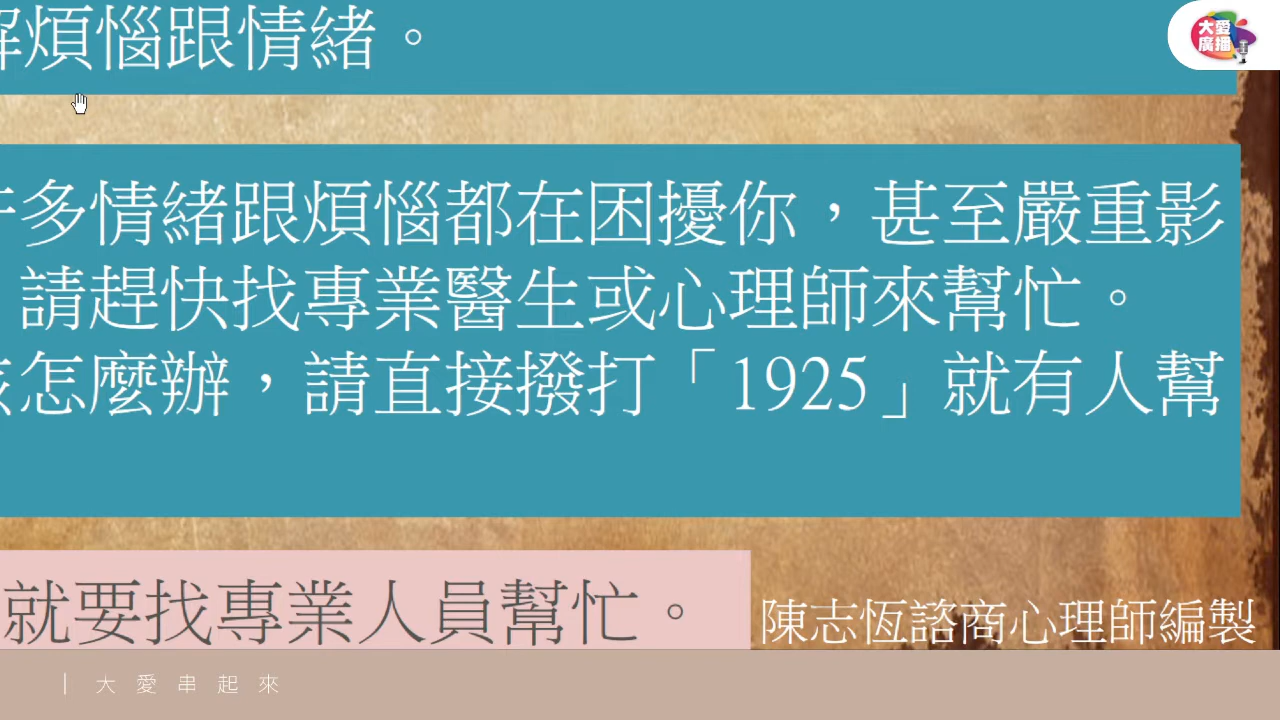 解煩惱跟情緒。
大愛
廣播
多情緒跟煩惱都在困擾你，甚至嚴重影
請趕快找專業醫生或心理師來幫忙。
怎麼辦，請直接撥打「1925」就有人幫
就要找專業人員幫忙。
陳志恆諮商心理師編製
| 大愛串起來